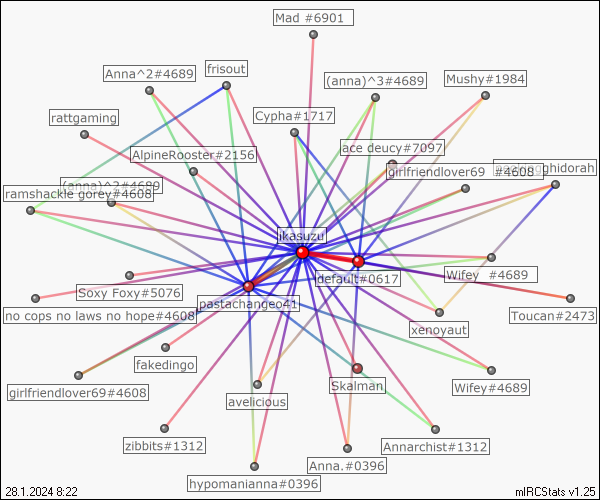 Mad #6901
Anna^2#4689
frisout
(anna)^3#4689
Mushy#1984
rattgaming
Cypha#1717
AlpineRooster#2156
ace deucy#7097
girlfriendlover69 #4608
ghidorah
(anna)^2#4689
ramshackle gorey#4608
ikasuzu
default#0617
Wifey #4689
Soxy Foxy#5076
pastachangeo41
no cops no laws no hope#4608
Toucan#2473
xenoyaut
fakedingo
girlfriendlover69#4608
Skalman
Wifey#4689
avelicious
zibbits#1312
Annarchist#1312
Anna.#0396
hypomanianna#0396
28.1.2024 8:22
mIRCStats v1.25